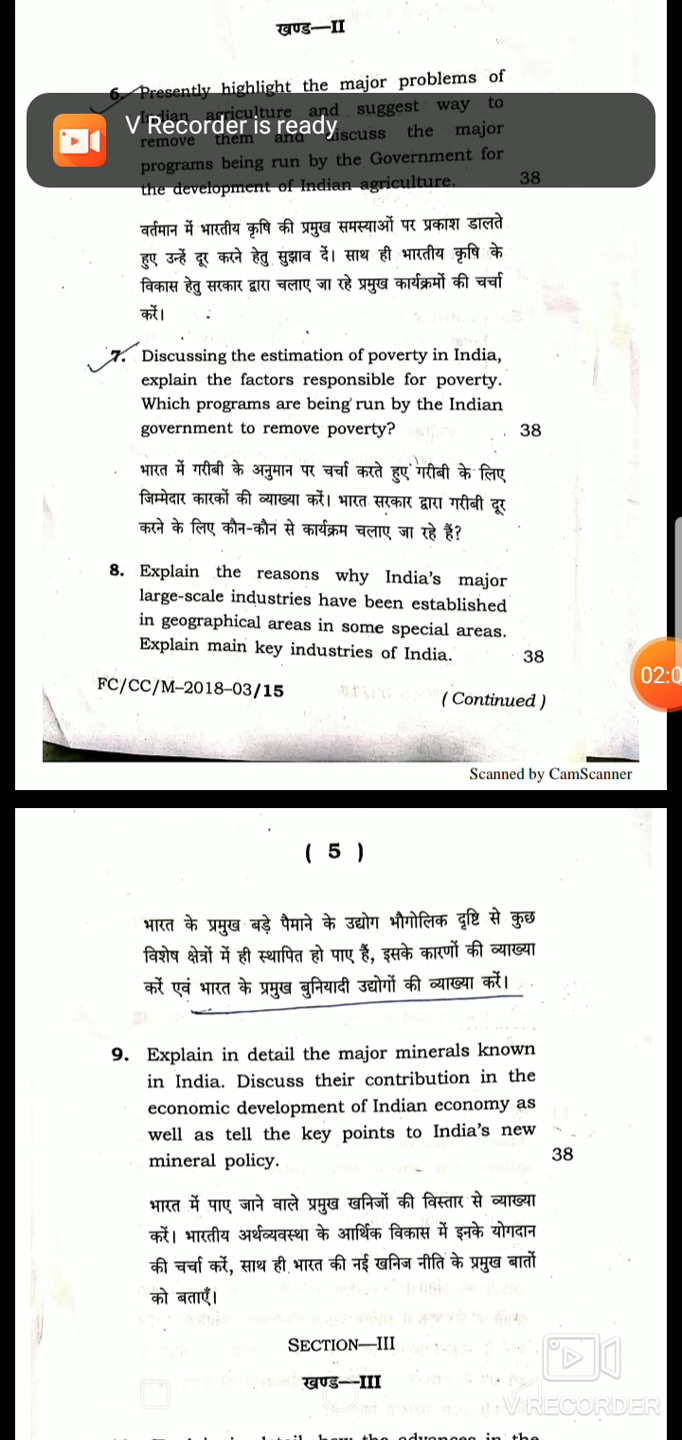 खण्ड—II
6. Presently highlight the major problems of
Indian agriculture and suggest way to
V Recorder is ready
remove them and discuss the major
programs being run by the Government for
the development of Indian agriculture. 38
वर्तमान में भारतीय कृषि की प्रमुख समस्याओं पर प्रकाश डालते
हुए उन्हें दूर करने हेतु सुझाव दें। साथ ही भारतीय कृषि के
विकास हेतु सरकार द्वारा चलाए जा रहे प्रमुख कार्यक्रमों की चर्चा
करें।
7. Discussing the estimation of poverty in India,
explain the factors responsible for poverty.
Which programs are being run by the Indian
government to remove poverty? 38
भारत में गरीबी के अनुमान पर चर्चा करते हुए गरीबी के लिए
जिम्मेदार कारकों की व्याख्या करें। भारत सरकार द्वारा गरीबी दूर
करने के लिए कौन-कौन से कार्यक्रम चलाए जा रहे हैं?
8. Explain the reasons why India's major
large-scale industries have been established
in geographical areas in some special areas.
Explain main key industries of India. 38
02:0
FC/CC/M–2018–03/15
( Continued )
Scanned by CamScanner
( 5 )
भारत के प्रमुख बड़े पैमाने के उद्योग भौगोलिक दृष्टि से कुछ
विशेष क्षेत्रों में ही स्थापित हो पाए हैं, इसके कारणों की व्याख्या
करें एवं भारत के प्रमुख बुनियादी उद्योगों की व्याख्या करें।
9. Explain in detail the major minerals known
in India. Discuss their contribution in the
economic development of Indian economy as
well as tell the key points to India's new
mineral policy. 38
भारत में पाए जाने वाले प्रमुख खनिजों की विस्तार से व्याख्या
करें। भारतीय अर्थव्यवस्था के आर्थिक विकास में इनके योगदान
की चर्चा करें, साथ ही भारत की नई खनिज नीति के प्रमुख बातों
को बताएँ।
SECTION—III
खण्ड—III
V RECORDER